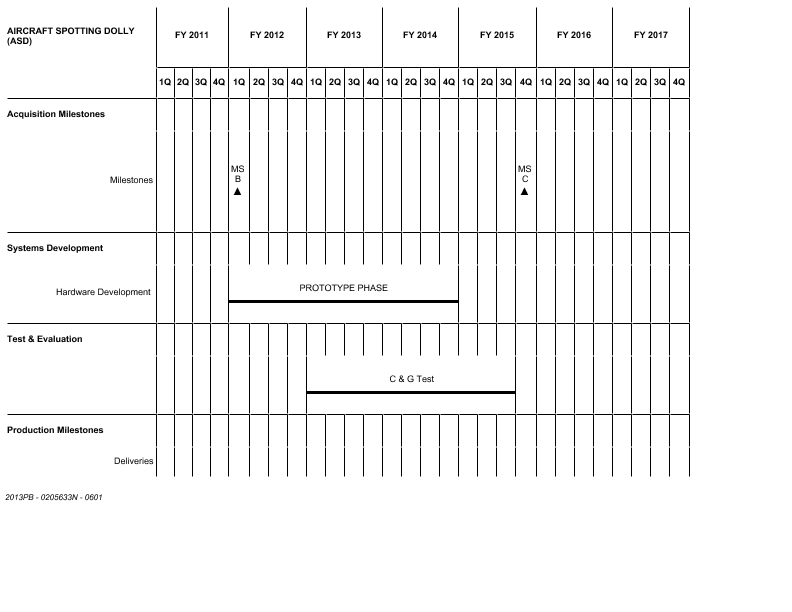 AIRCRAFT SPOTTING DOLLY
(ASD)
FY 2011 FY 2012 FY 2013 FY 2014 FY 2015 FY 2016 FY 2017
1Q 2Q 3Q 4Q 1Q 2Q 3Q 4Q 1Q 2Q 3Q 4Q 1Q 2Q 3Q 4Q 1Q 2Q 3Q 4Q 1Q 2Q 3Q 4Q 1Q 2Q 3Q 4Q
Acquisition Milestones
MS MS
B C
Milestones
Systems Development
PROTOTYPE PHASE
Hardware Development
Test & Evaluation
C & G Test
Production Milestones
Deliveries
2013PB - 0205633N - 0601